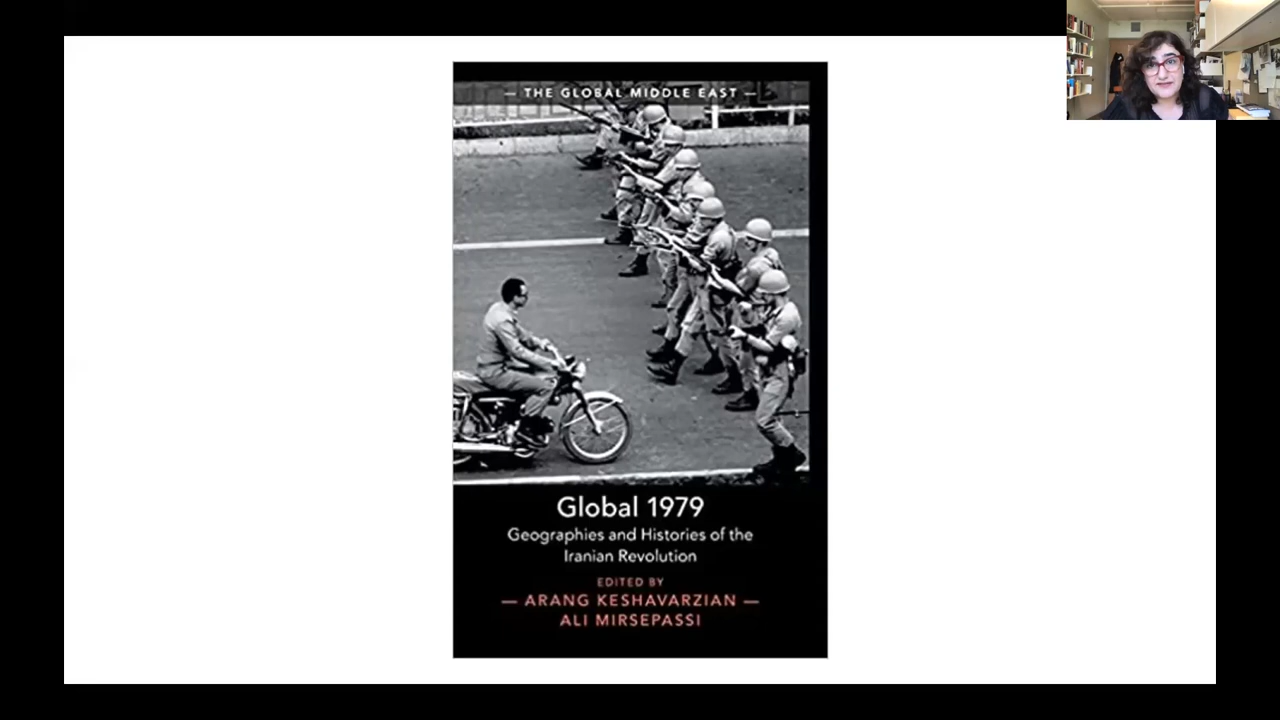 — THE GLOBAL MIDDLE EAST —
Global 1979
Geographies and Histories of the
Iranian Revolution
EDITED BY
— ARANG KESHAVARZIAN —
ALI MIRSEPASSI